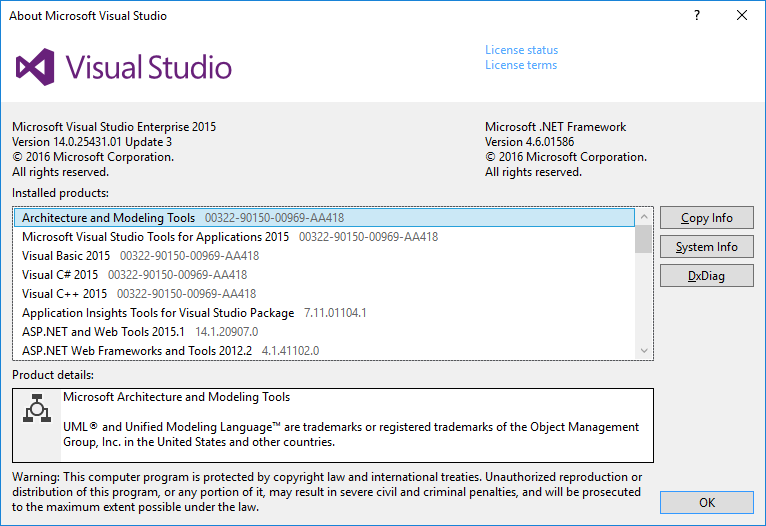 About Microsoft Visual Studio
?
Visual Studio
License status
License terms
Microsoft Visual Studio Enterprise 2015
Version 14.0.25431.01 Update 3
© 2016 Microsoft Corporation.
All rights reserved.
Microsoft .NET Framework
Version 4.6.01586
© 2016 Microsoft Corporation.
All rights reserved.
Installed products:
Architecture and Modeling Tools 00322-90150-00969-AA418
Microsoft Visual Studio Tools for Applications 2015 00322-90150-00969-AA418
Visual Basic 2015 00322-90150-00969-AA418
Visual C# 2015 00322-90150-00969-AA418
Visual C++ 2015 00322-90150-00969-AA418
Application Insights Tools for Visual Studio Package 7.11.01104.1
ASP.NET and Web Tools 2015.1 14.1.20907.0
ASP.NET Web Frameworks and Tools 2012.2 4.1.41102.0
Copy Info
System Info
DxDiag
Product details:
Microsoft Architecture and Modeling Tools
UML® and Unified Modeling Language™ are trademarks or registered trademarks of the Object Management
Group, Inc. in the United States and other countries.
Warning: This computer program is protected by copyright law and international treaties. Unauthorized reproduction or
distribution of this program, or any portion of it, may result in severe civil and criminal penalties, and will be prosecuted
to the maximum extent possible under the law.
OK